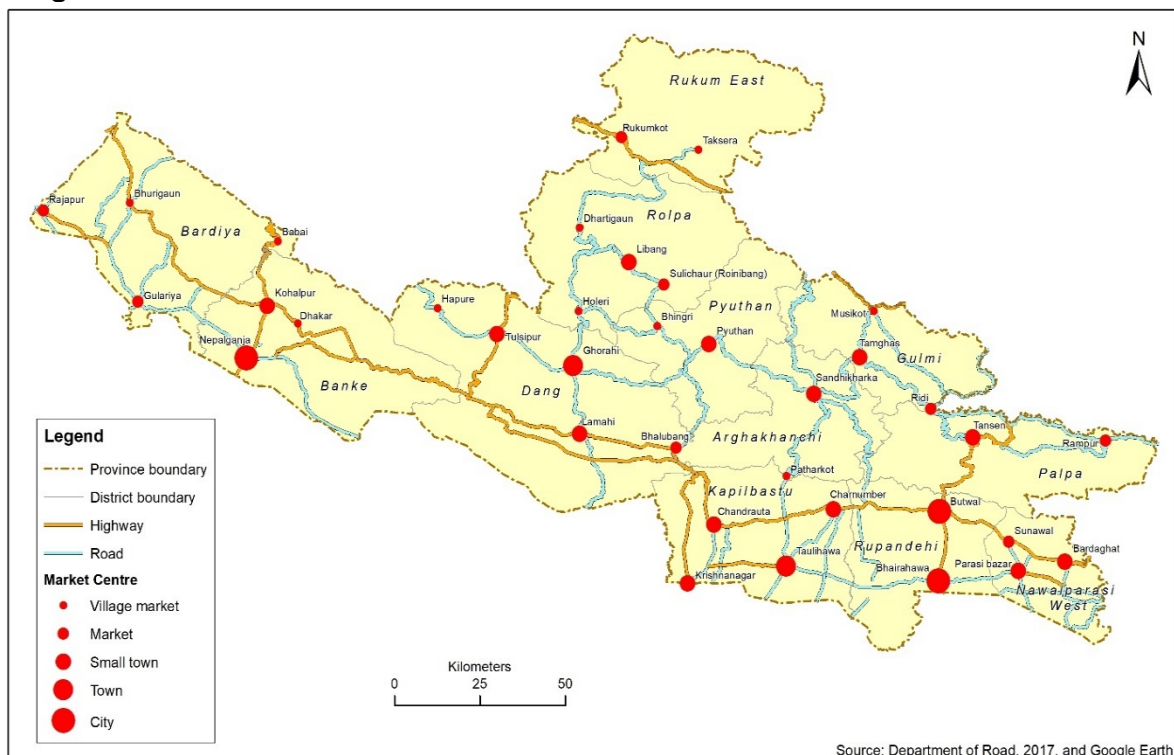 N
Rukum East
Rukumkot
Taksera
Rajapur
Bhurigaun
Bardiya
Babai
Dhartigaun
Rolpa
Libang
Sulichaur (Roinibang)
Gulariya
Kohalpur
Dhakar
Hapure
Holeri
Pyuthan
Bhingri
Musikot
Nepalganja
Tulsipur
Ghorahi
Pyuthan
Tamghas
Gulmi
Banke
Dang
Sandhikharka
Ridi
Lamahi
Bhalubang
Arghakhanchi
Tansen
Rampur
Patharkot
Palpa
Kapilbastu
Charnumber
Butwal
Chandrauta
Sunawal
Rupandehi
Bardaghat
Taulihawa
Bhairahawa
Parasi bazar
Krishnanagar
Nawalparasi
West
Legend
Province boundary
District boundary
Highway
Road
Market Centre
Village market
Market
Small town
Town
City
Kilometers
0 25 50
Source: Department of Road, 2017, and Google Earth